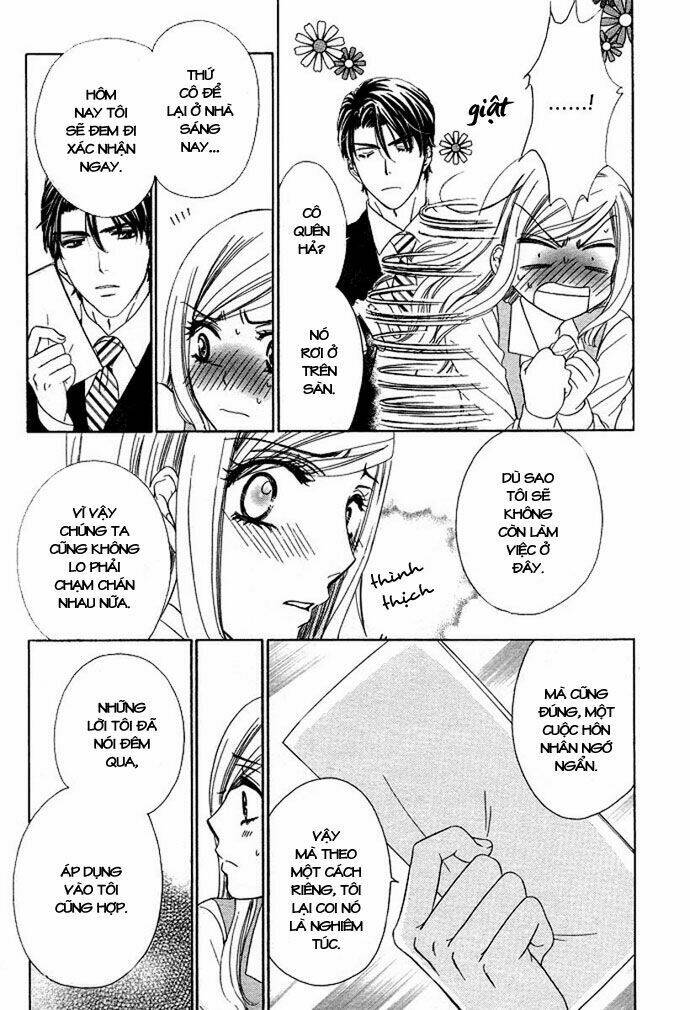 ......!
giật
CÔ
QUÊN
HẢ?
NÓ
RƠI Ở
TRÊN
SÀN.
THỨ
CÔ ĐỂ
LẠI Ở NHÀ
SÁNG
NAY...
HÔM
NAY TÔI
SẼ ĐEM ĐI
XÁC NHẬN
NGAY.
DÙ SAO
TÔI SẼ
KHÔNG
CÒN LÀM
VIỆC Ở
ĐÂY.
thình
thịch
VÌ VẬY
CHÚNG TA
CŨNG KHÔNG
LO PHẢI
CHẠM CHÁN
NHAU NỮA.
MÀ CŨNG
ĐÚNG, MỘT
CUỘC HÔN
NHÂN NGỚ
NGẨN.
VẬY
MÀ THEO
MỘT CÁCH
RIÊNG, TÔI
LẠI COI NÓ
LÀ NGHIÊM
TÚC.
NHỮNG
LỜI TÔI ĐÃ
NÓI ĐÊM
QUA,
ÁP DỤNG
VÀO TÔI
CŨNG HỢP.